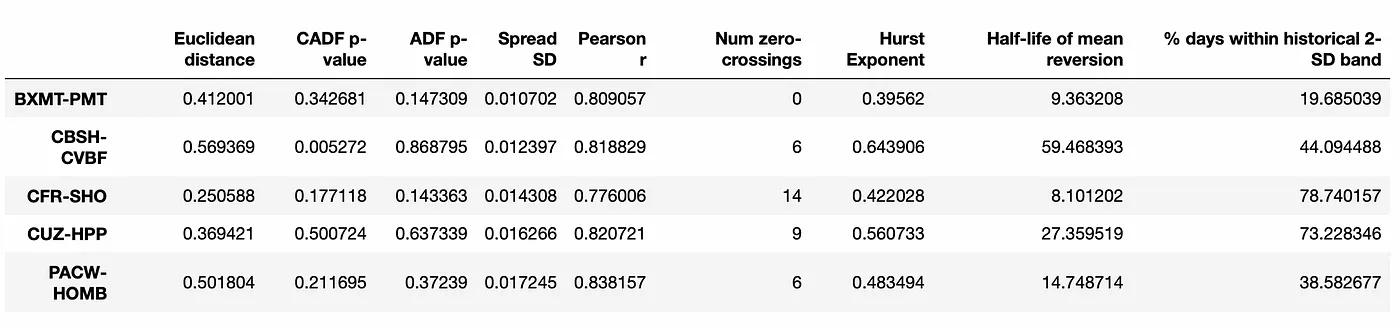 Euclidean distance CADF p-value ADF p-value Spread SD Pearson r Num zero-crossings Hurst Exponent Half-life of mean reversion % days within historical 2-SD band
BXMT-PMT 0.412001 0.342681 0.147309 0.010702 0.809057 0 0.39562 9.363208 19.685039
CBSH-CVBF 0.569369 0.005272 0.868795 0.012397 0.818829 6 0.643906 59.468393 44.094488
CFR-SHO 0.250588 0.177118 0.143363 0.014308 0.776006 14 0.422028 8.101202 78.740157
CUZ-HPP 0.369421 0.500724 0.637339 0.016266 0.820721 9 0.560733 27.359519 73.228346
PACW-HOMB 0.501804 0.211695 0.37239 0.017245 0.838157 6 0.483494 14.748714 38.582677